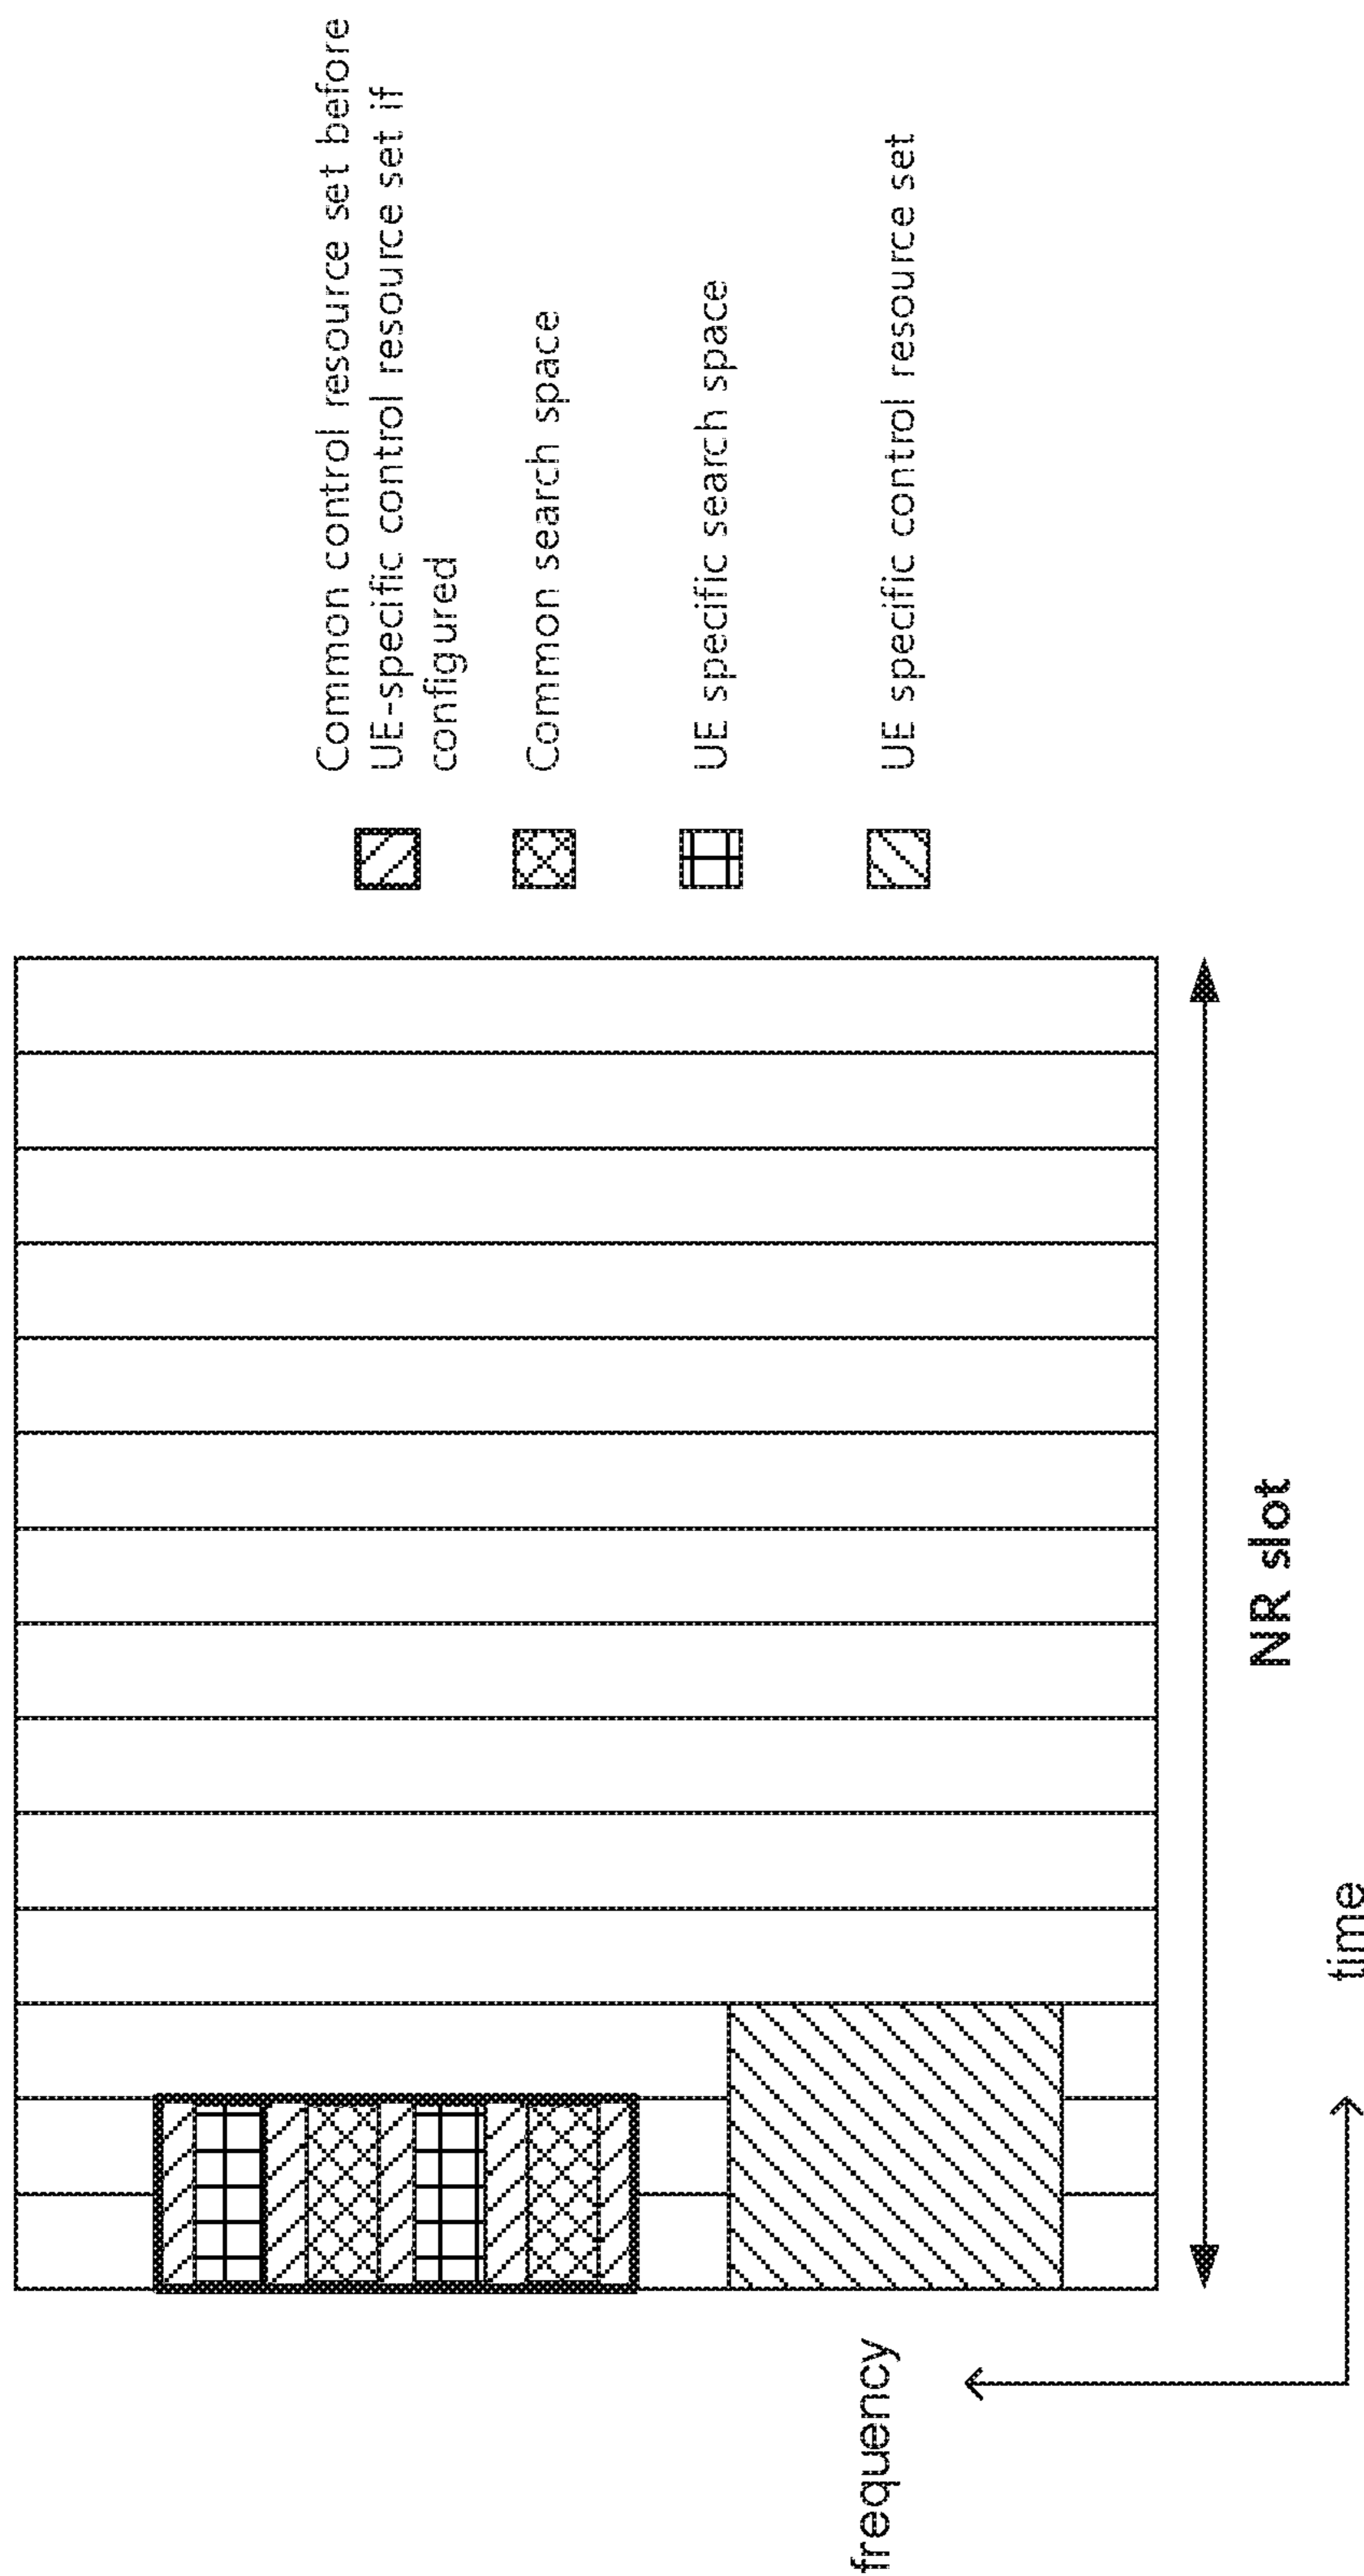 Common control resource set before
UE-specific control resource set if
configured
Common search space
UE specific search space
UE specific control resource set
frequency
NR slot
time